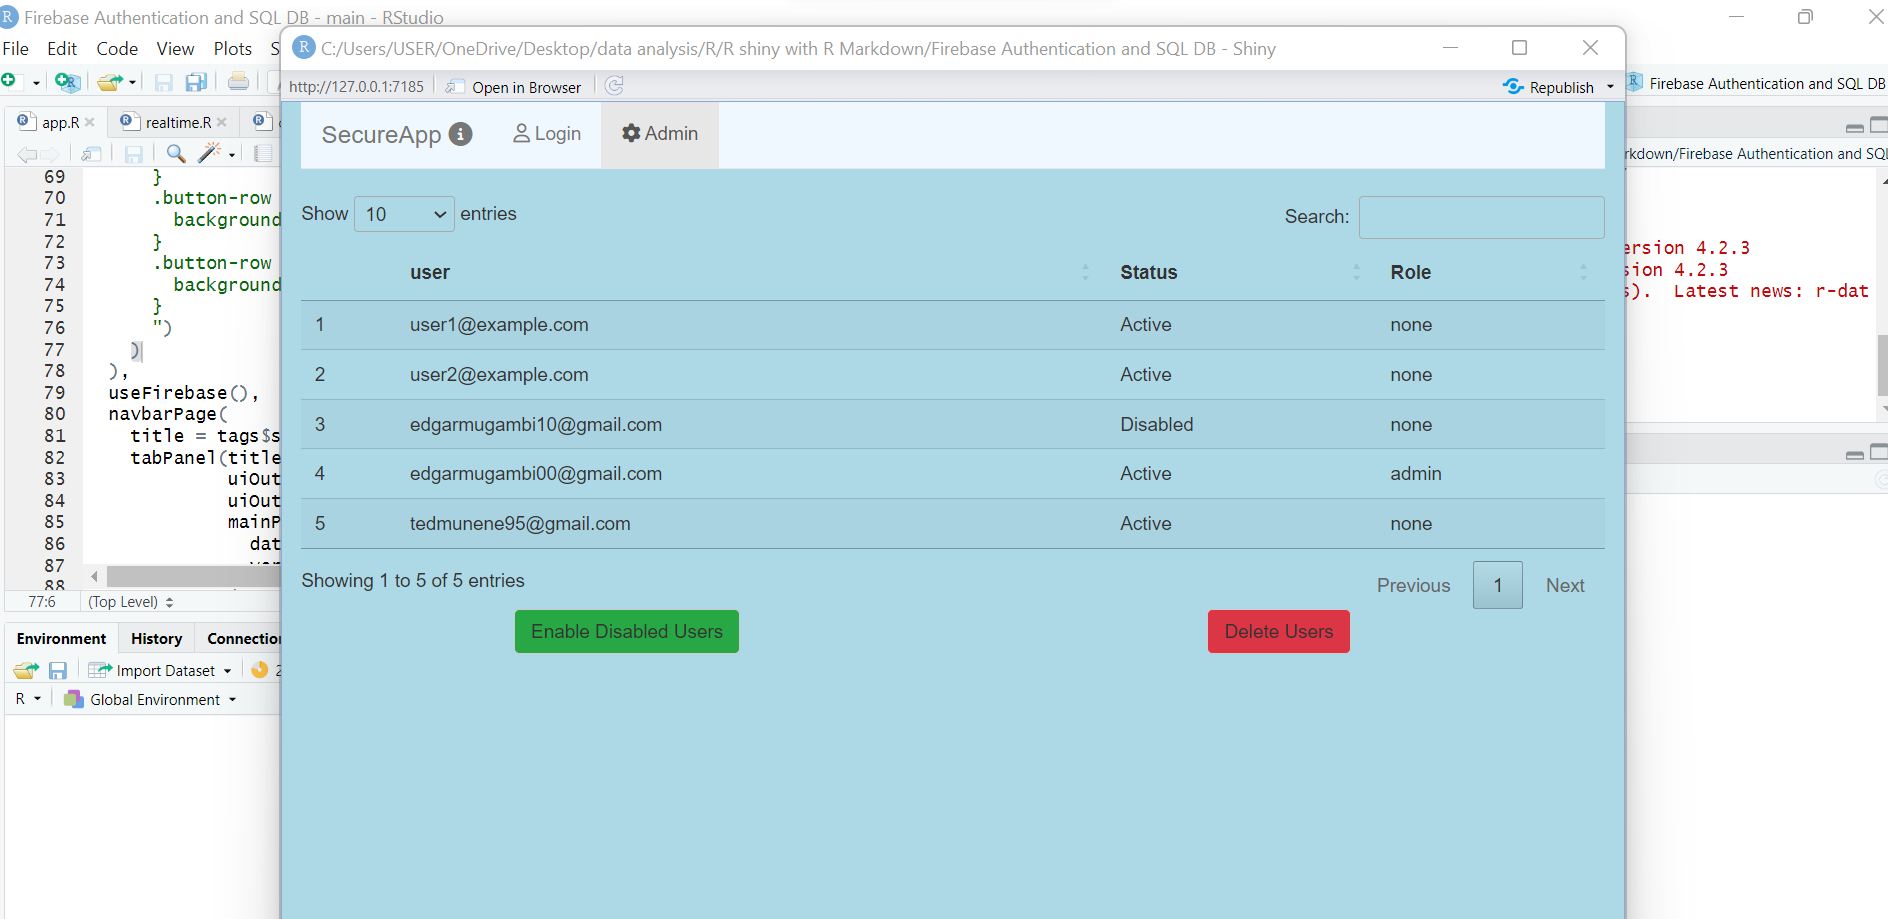 Firebase Authentication and SQL DB - main - RStudio
File Edit Code View Plots S
C:/Users/USER/OneDrive/Desktop/data analysis/R/R shiny with R Markdown/Firebase Authentication and SQL DB - Shiny
http://127.0.0.1:7185 Open in Browser Republish
Firebase Authentication and SQL DB
app.R realtime.R
SecureApp Login Admin
rkdown/Firebase Authentication and SQL
69 }
70 .button-row
71 background
72 }
73 .button-row
74 background
75 }
76 ")
77 )
78 ),
79 useFirebase(),
80 navbarPage(
81 title = tags$s
82 tabPanel(title
83 uiOut
84 uiOut
85 mainP
86 dat
87
88
77:6 (Top Level)
Show 10 entries
Search:
user Status Role
1 user1@example.com Active none
2 user2@example.com Active none
3 edgarmugambi10@gmail.com Disabled none
4 edgarmugambi00@gmail.com Active admin
5 tedmunene95@gmail.com Active none
Showing 1 to 5 of 5 entries
Previous 1 Next
Enable Disabled Users Delete Users
ersion 4.2.3
sion 4.2.3
s). Latest news: r-dat
Environment History Connection
Import Dataset 2
R Global Environment